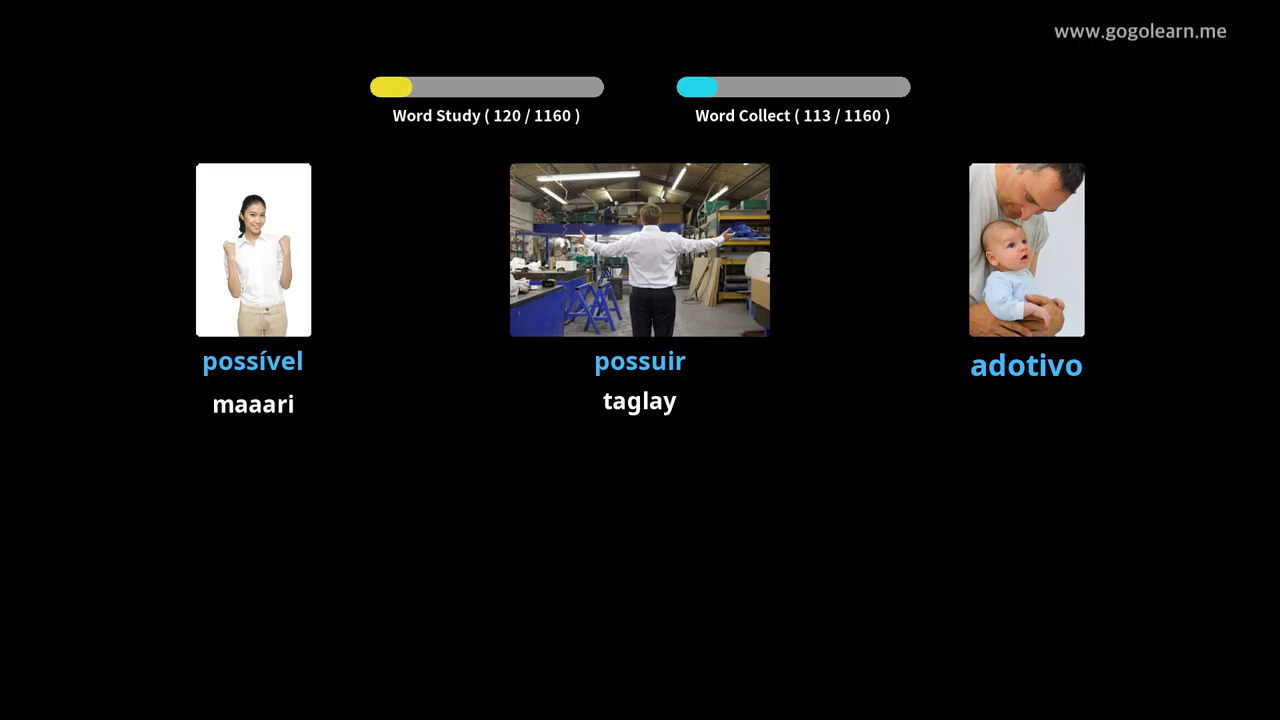 www.gogolearn.me
Word Study ( 120 / 1160 )
Word Collect ( 113 / 1160 )
possível
maaari
possuir
taglay
adotivo